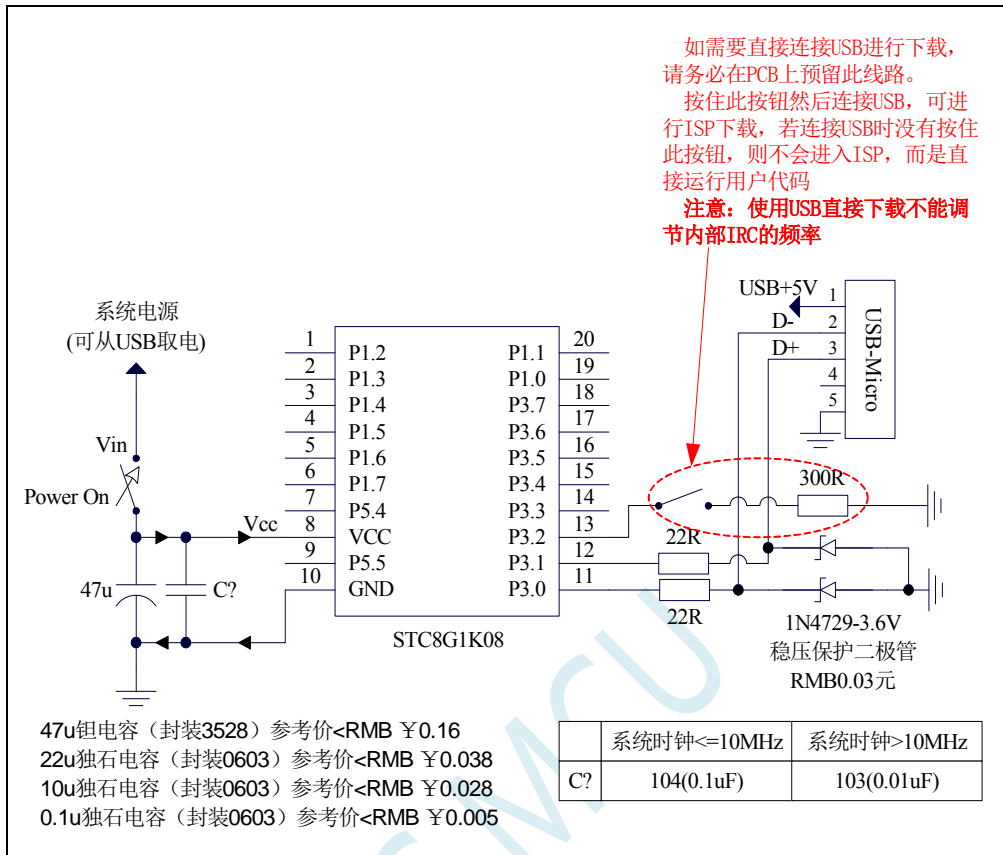 如需要直接连接USB进行下载,
请务必在PCB上预留此线路。
按住此按钮然后连接USB, 可进
行ISP下载, 若连接USB时没有按住
此按钮, 则不会进入ISP, 而是直
接运行用户代码
注意: 使用USB直接下载不能调
节内部IRC的频率
系统电源
(可从USB取电)
Vin
Power On
Vcc
47u
C?
1
2
3
4
5
6
7
8
9
10
P1.2
P1.3
P1.4
P1.5
P1.6
P1.7
P5.4
VCC
P5.5
GND
P1.1
P1.0
P3.7
P3.6
P3.5
P3.4
P3.3
P3.2
P3.1
P3.0
20
19
18
17
16
15
14
13
12
11
STC8G1K08
USB+5V
D-
D+
1
2
3
4
5
USB-Micro
300R
22R
22R
1N4729-3.6V
稳压保护二极管
RMB0.03元
47u钽电容（封装3528）参考价<RMB ￥0.16
22u独石电容（封装0603）参考价<RMB ￥0.038
10u独石电容（封装0603）参考价<RMB ￥0.028
0.1u独石电容（封装0603）参考价<RMB ￥0.005
系统时钟<=10MHz 系统时钟>10MHz
C? 104(0.1uF) 103(0.01uF)
MCU